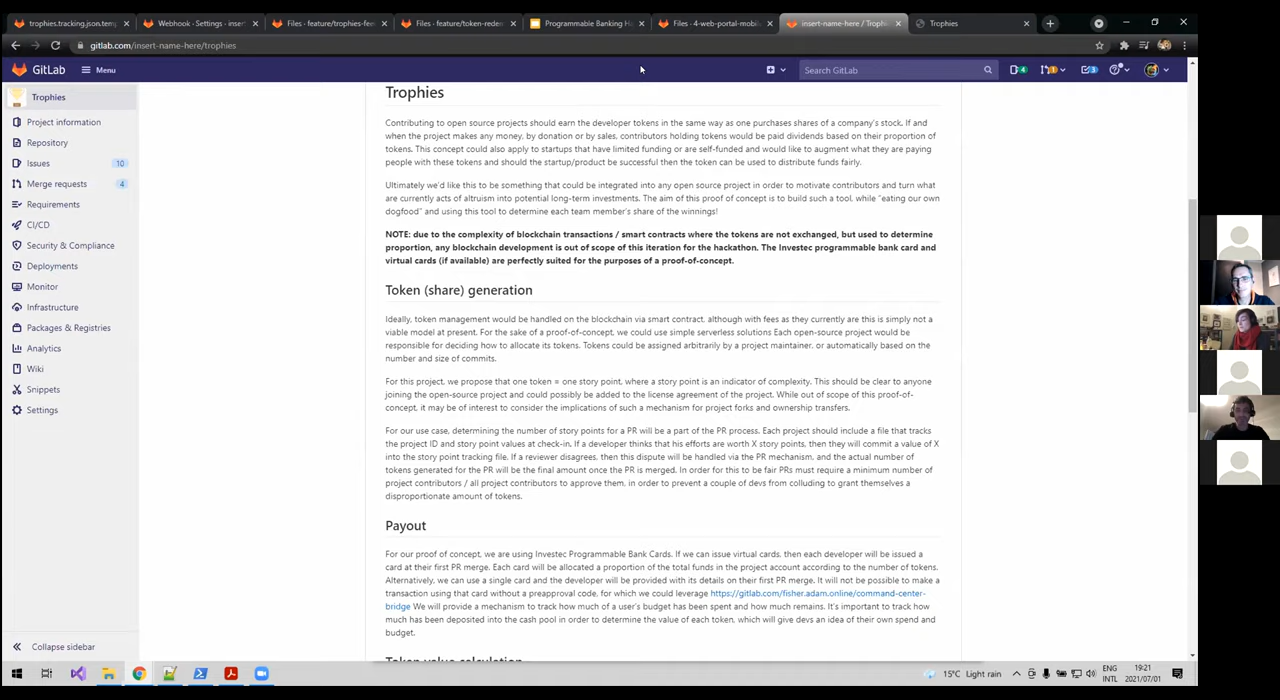 trophies.tracking.json.temp
Webhook · Settings · inser
Files · feature/trophies-fee
Files · feature/token-rede
Programmable Banking H
Files · 4-web-portal-mobil
insert-name-here / Troph
Trophies
gitlab.com/insert-name-here/trophies
GitLab
Menu
Search GitLab
4
1
3
Trophies
Project information
Repository
Issues
10
Merge requests
4
Requirements
CI/CD
Security & Compliance
Deployments
Monitor
Infrastructure
Packages & Registries
Analytics
Wiki
Snippets
Settings
Collapse sidebar
Trophies
Contributing to open source projects should earn the developer tokens in the same way as one purchases shares of a company's stock. If and
when the project makes any money, by donation or by sales, contributors holding tokens would be paid dividends based on their proportion of
tokens. This concept could also apply to startups that have limited funding or are self-funded and would like to augment what they are paying
people with these tokens and should the startup/product be successful then the token can be used to distribute funds fairly.
Ultimately we'd like this to be something that could be integrated into any open source project in order to motivate contributors and turn what
are currently acts of altruism into potential long-term investments. The aim of this proof of concept is to build such a tool, while "eating our own
dogfood" and using this tool to determine each team member's share of the winnings!
NOTE: due to the complexity of blockchain transactions / smart contracts where the tokens are not exchanged, but used to determine
proportion, any blockchain development is out of scope of this iteration for the hackathon. The Investec programmable bank card and
virtual cards (if available) are perfectly suited for the purposes of a proof-of-concept.
Token (share) generation
Ideally, token management would be handled on the blockchain via smart contract, although with fees as they currently are this is simply not a
viable model at present. For the sake of a proof-of-concept, we could use simple serverless solutions Each open-source project would be
responsible for deciding how to allocate its tokens. Tokens could be assigned arbitrarily by a project maintainer, or automatically based on the
number and size of commits.
For this project, we propose that one token = one story point, where a story point is an indicator of complexity. This should be clear to anyone
joining the open-source project and could possibly be added to the license agreement of the project. While out of scope of this proof-of-
concept, it may be of interest to consider the implications of such a mechanism for project forks and ownership transfers.
For our use case, determining the number of story points for a PR will be a part of the PR process. Each project should include a file that tracks
the project ID and story point values at check-in. If a developer thinks that his efforts are worth X story points, then they will commit a value of X
into the story point tracking file. If a reviewer disagrees, then this dispute will be handled via the PR mechanism, and the actual number of
tokens generated for the PR will be the final amount once the PR is merged. In order for this to be fair PRs must require a minimum number of
project contributors / all project contributors to approve them, in order to prevent a couple of devs from colluding to grant themselves a
disproportionate amount of tokens.
Payout
For our proof of concept, we are using Investec Programmable Bank Cards. If we can issue virtual cards, then each developer will be issued a
card at their first PR merge. Each card will be allocated a proportion of the total funds in the project account according to the number of tokens.
Alternatively, we can use a single card and the developer will be provided with its details on their first PR merge. It will not be possible to make a
transaction using that card without a preapproval code, for which we could leverage https://gitlab.com/fisher.adam.online/command-center-
bridge We will provide a mechanism to track how much of a user's budget has been spent and how much remains. It's important to track how
much has been deposited into the cash pool in order to determine the value of each token, which will give devs an idea of their own spend and
budget.
Token value calculation
15°C Light rain
ENG
INTL
19:21
2021/07/01